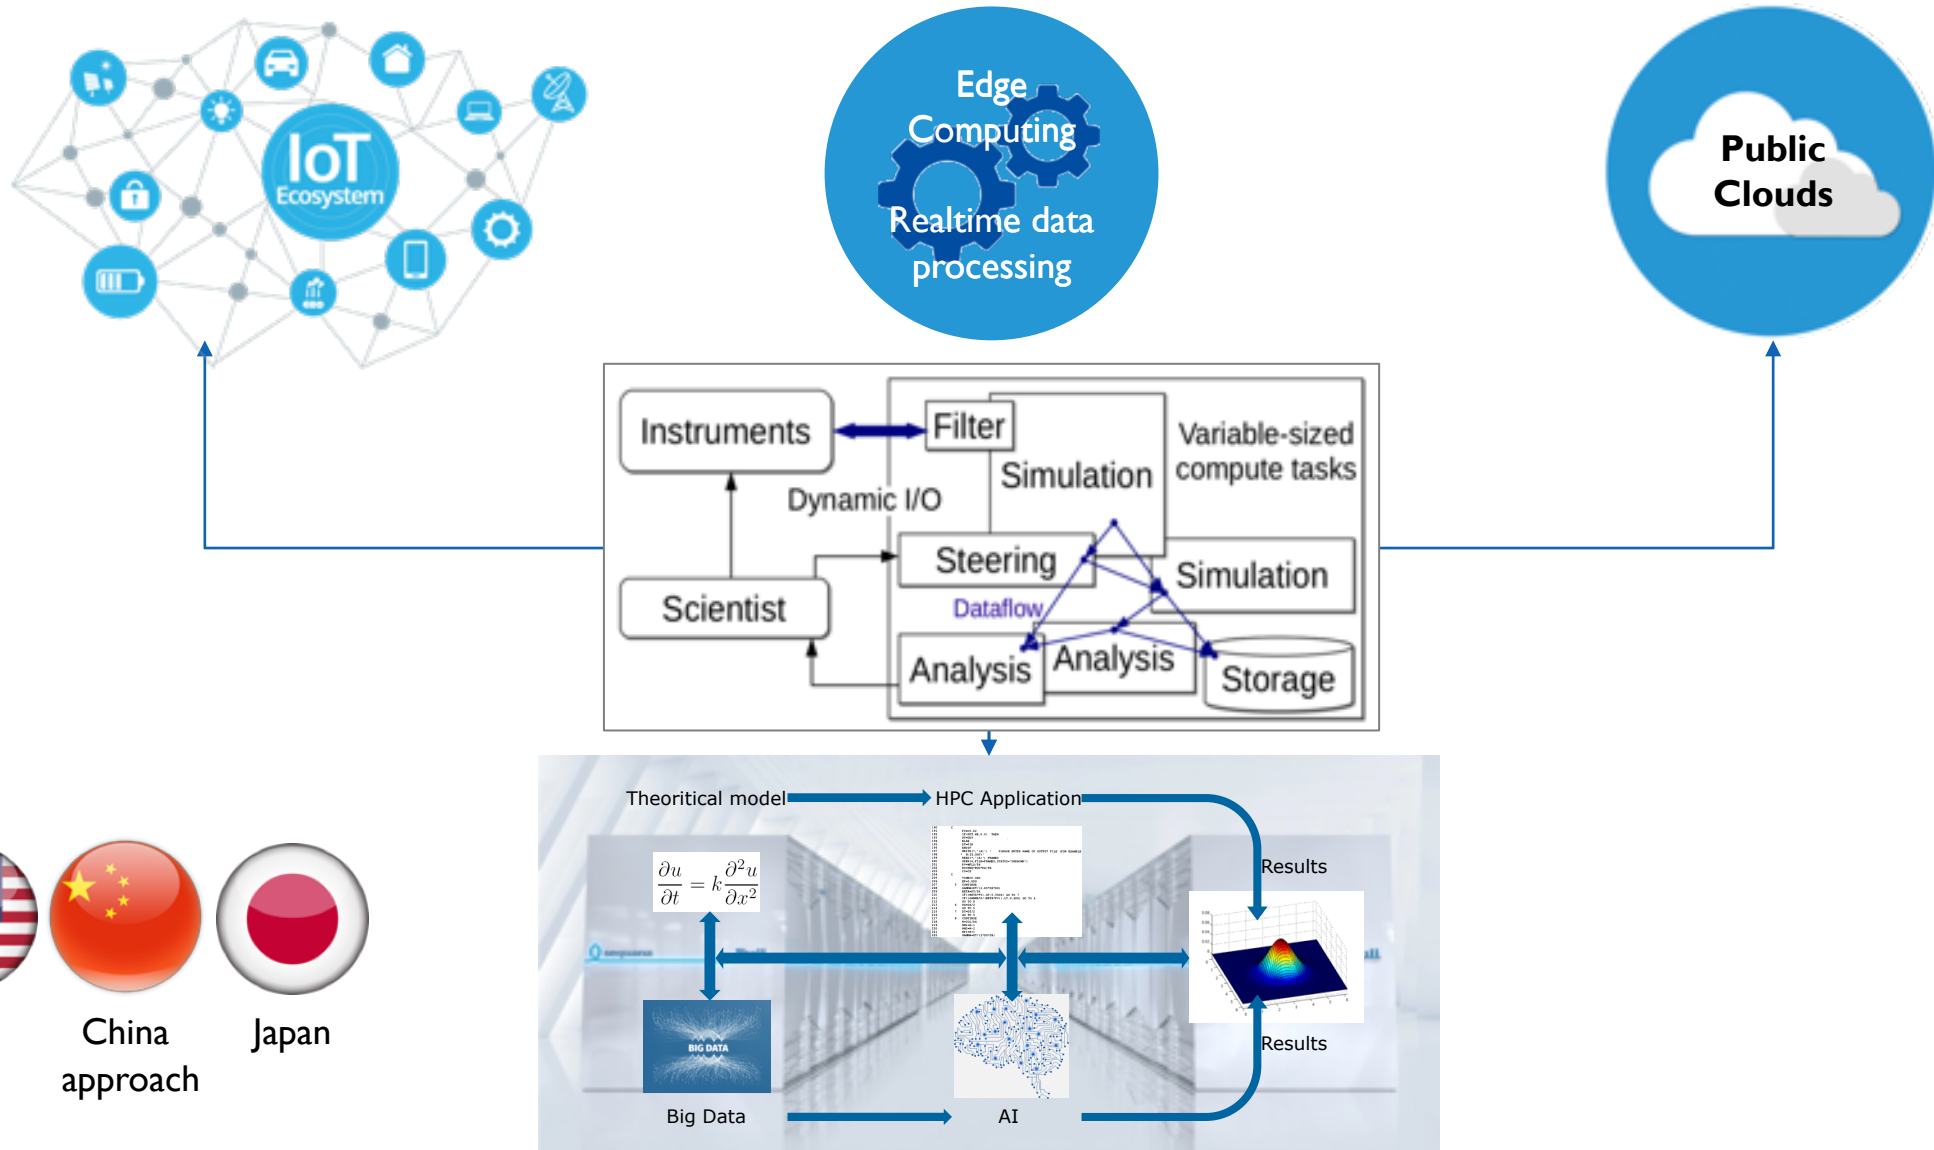 IoT
Ecosystem
Edge
Computing
Realtime data
processing
Public
Clouds
Instruments
Filter
Simulation
Variable-sized
compute tasks
Dynamic I/O
Steering
Simulation
Scientist
Dataflow
Analysis
Analysis
Storage
Theoritical model
HPC Application
Results
∂u/∂t = k ∂²u/∂x²
BIG DATA
Results
Big Data
AI
China
approach
Japan